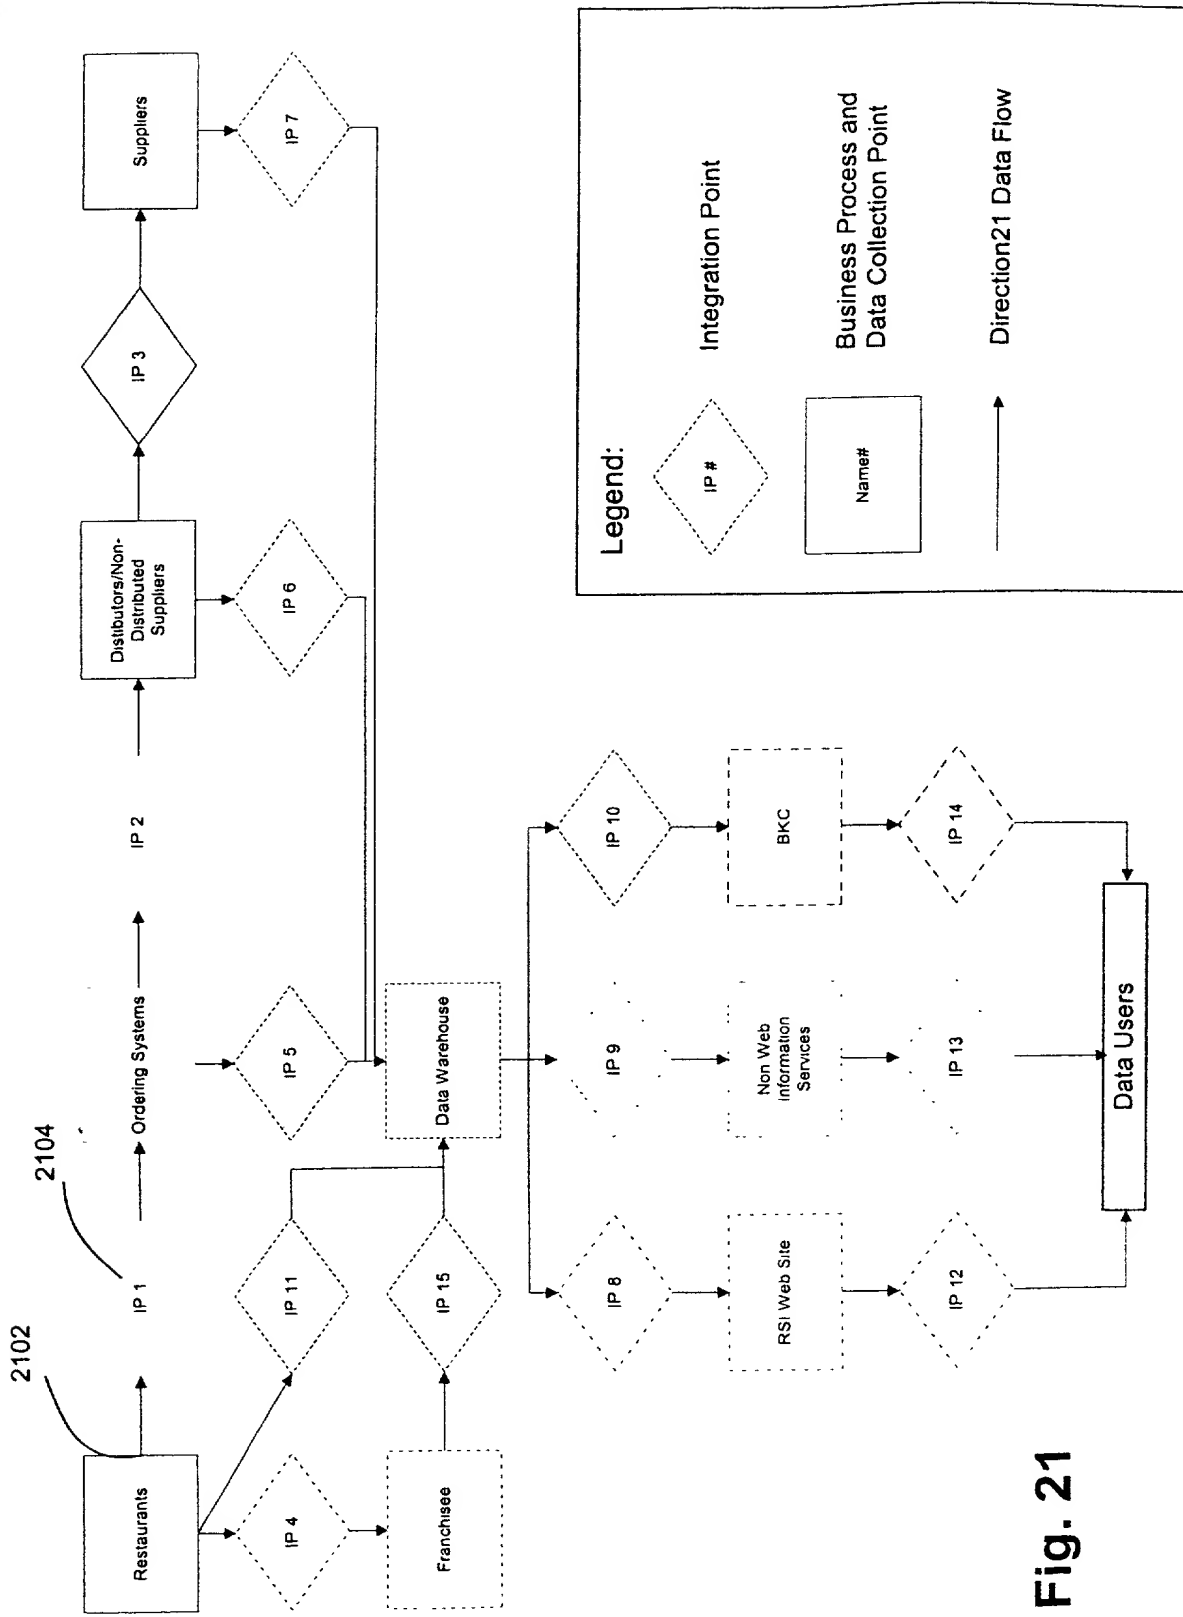 2102
2104
Restaurants
IP 1
Ordering Systems
IP 2
Distibutors/Non-
Distributed
Suppliers
IP 3
Suppliers
IP 4
IP 11
IP 5
IP 6
IP 7
Franchisee
IP 15
Data Warehouse
IP 8
IP 9
IP 10
RSI Web Site
Non Web
Information
Services
BKC
IP 12
IP 13
IP 14
Data Users
Legend:
IP #
Integration Point
Name#
Business Process and
Data Collection Point
Direction21 Data Flow
Fig. 21